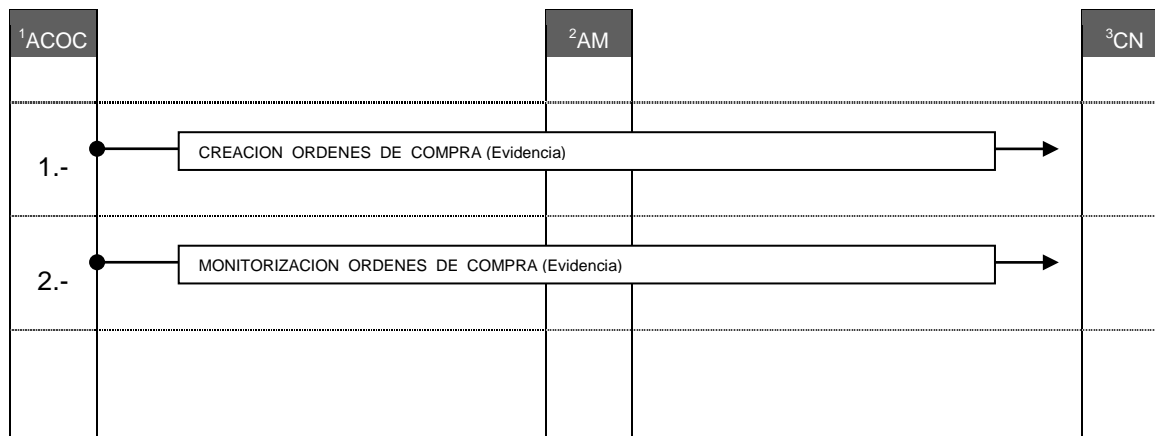 ¹ACOC ²AM ³CN
1.- CREACION ORDENES DE COMPRA (Evidencia)
2.- MONITORIZACION ORDENES DE COMPRA (Evidencia)